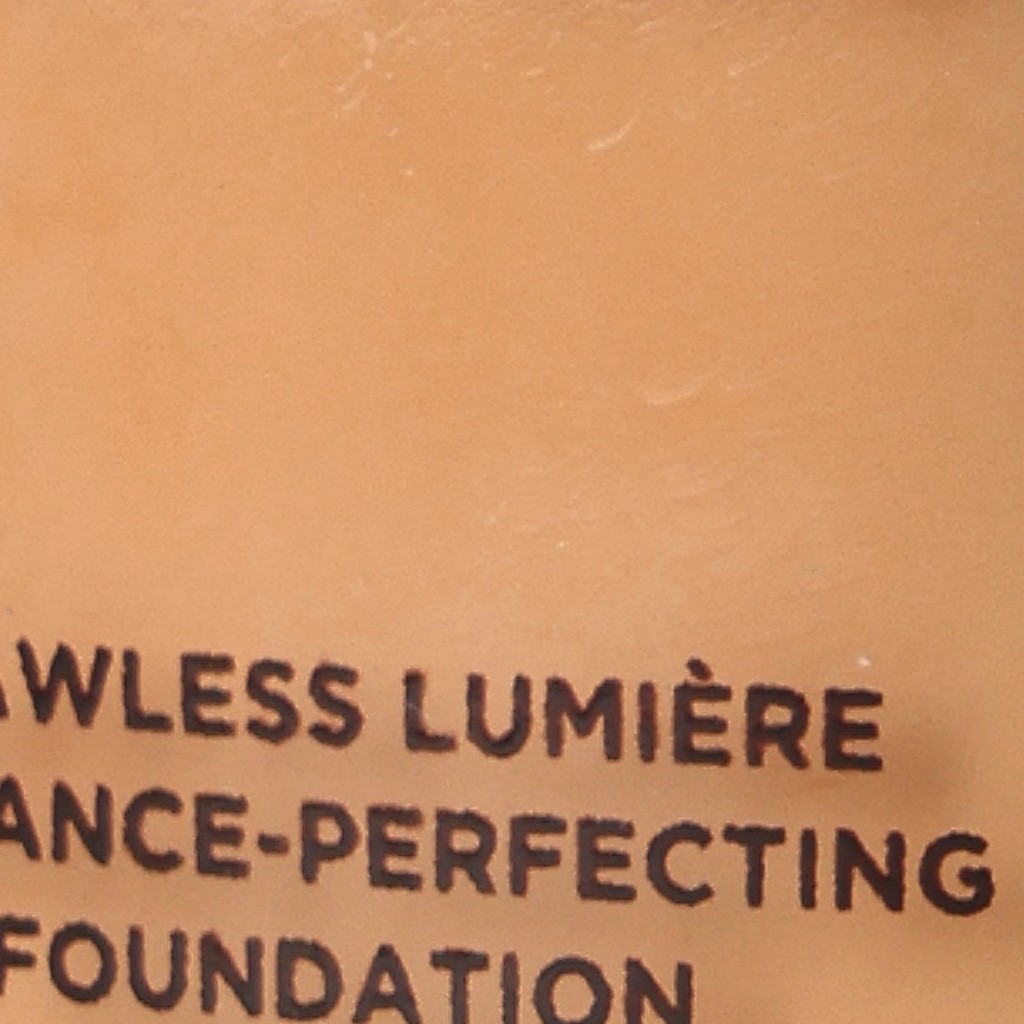 AWLESS LUMIÈRE
ANCE-PERFECTING
FOUNDATION